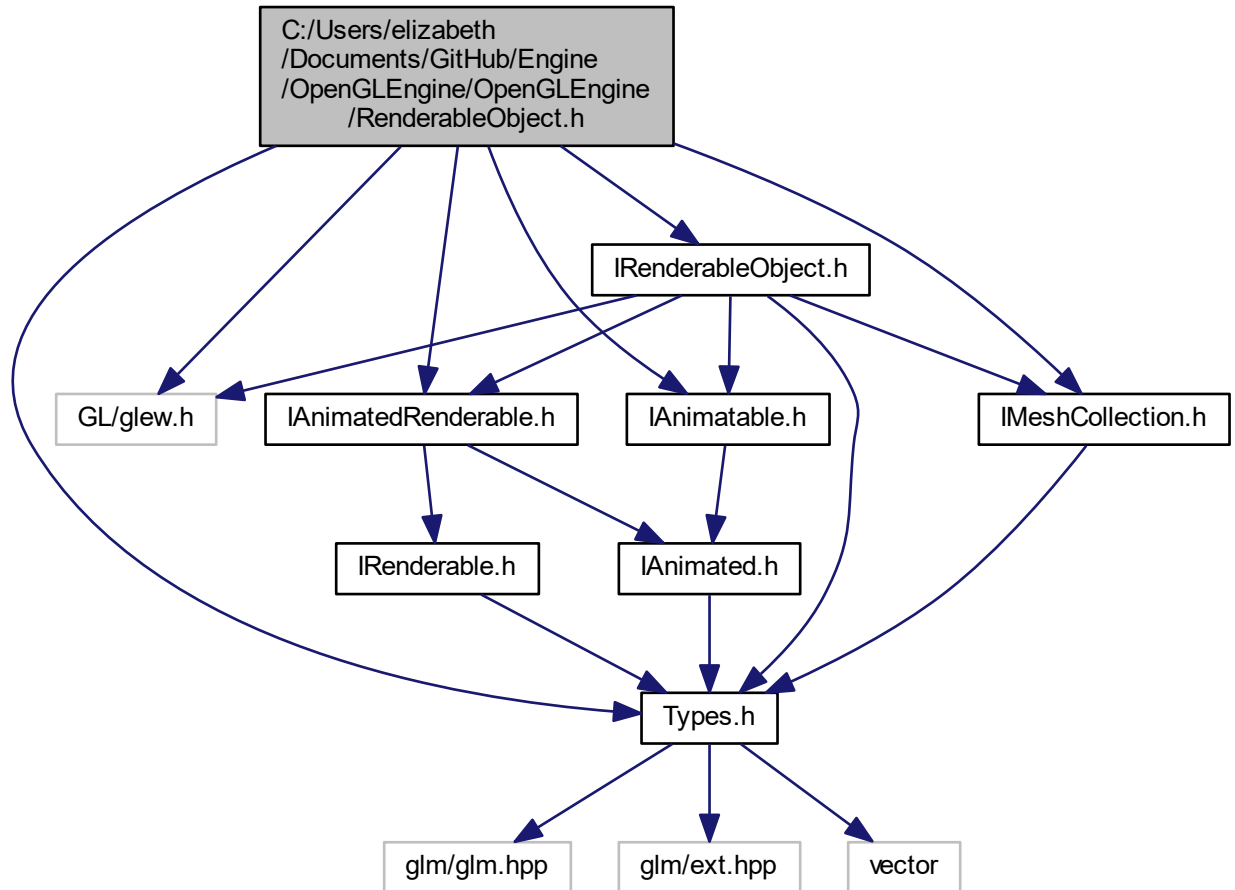 C:/Users/elizabeth
/Documents/GitHub/Engine
/OpenGLEngine/OpenGLEngine
/RenderableObject.h
IRenderableObject.h
GL/glew.h
IAnimatedRenderable.h
IAnimatable.h
IMeshCollection.h
IRenderable.h
IAnimated.h
Types.h
glm/glm.hpp
glm/ext.hpp
vector